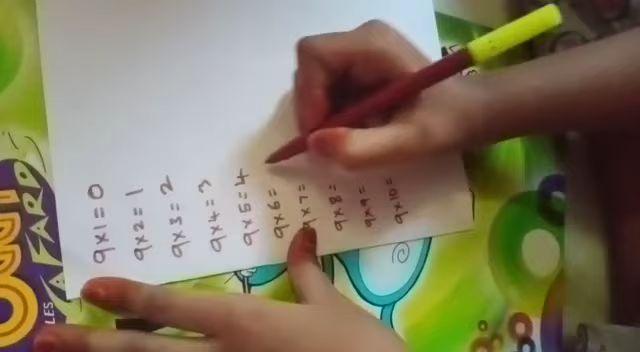 9x1=0
9x2=1
9x3=2
9x4=3
9x5=4
9x6=
9x7=
9x8=
9x9=
9x10=
LES